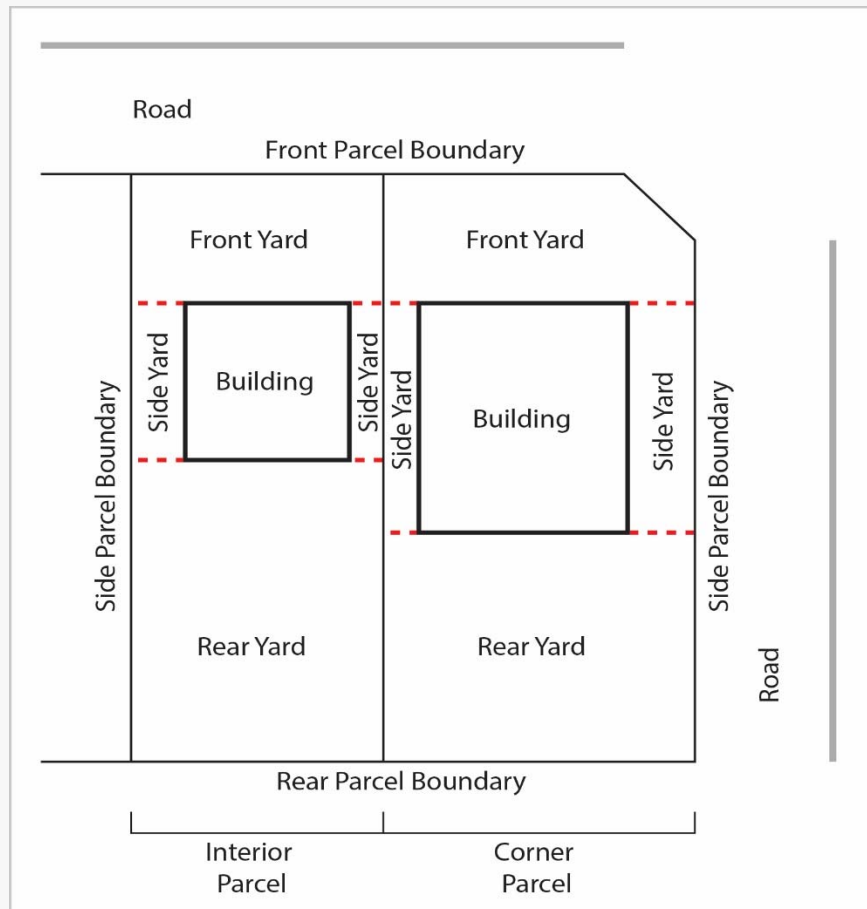 Road
Front Parcel Boundary
Front Yard
Front Yard
Side Yard
Building
Side Yard
Side Yard
Building
Side Yard
Side Parcel Boundary
Side Parcel Boundary
Rear Yard
Rear Yard
Road
Rear Parcel Boundary
Interior
Parcel
Corner
Parcel